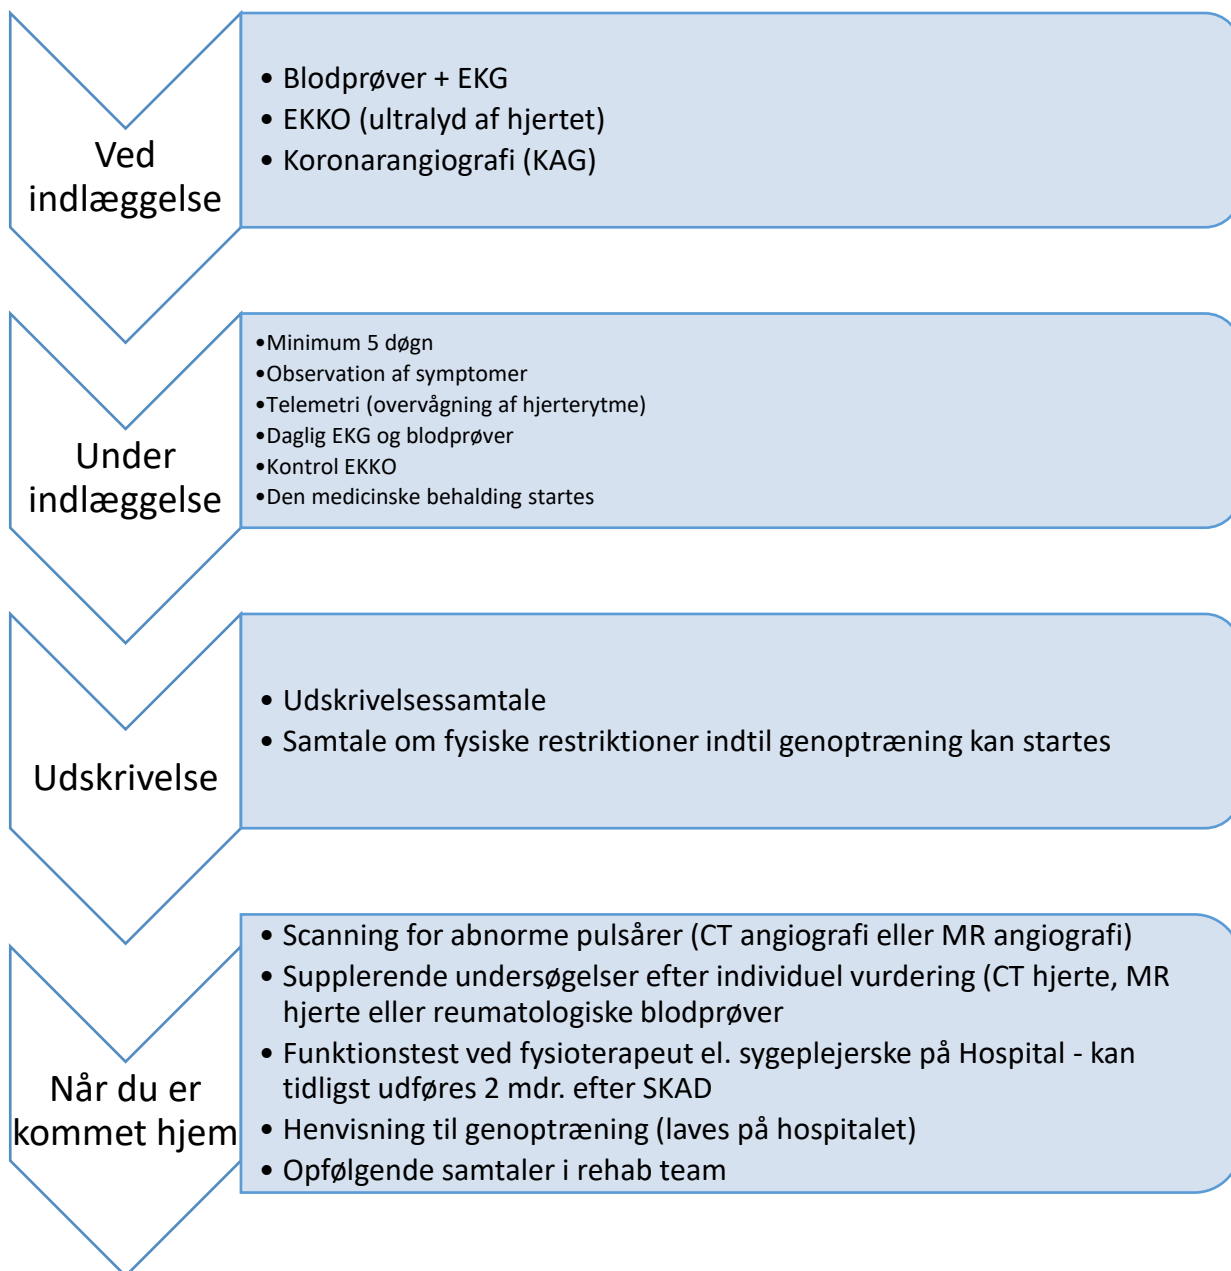 Ved
indlæggelse
• Blodprøver + EKG
• EKKO (ultralyd af hjertet)
• Koronarangiografi (KAG)
Under
indlæggelse
•Minimum 5 døgn
•Observation af symptomer
•Telemetri (overvågning af hjerterytme)
•Daglig EKG og blodprøver
•Kontrol EKKO
•Den medicinske behalding startes
Udskrivelse
• Udskrivelsessamtale
• Samtale om fysiske restriktioner indtil genoptræning kan startes
Når du er
kommet hjem
• Scanning for abnorme pulsårer (CT angiografi eller MR angiografi)
• Supplerende undersøgelser efter individuel vurdering (CT hjerte, MR
hjerte eller reumatologiske blodprøver
• Funktionstest ved fysioterapeut el. sygeplejerske på Hospital - kan
tidligst udføres 2 mdr. efter SKAD
• Henvisning til genoptræning (laves på hospitalet)
• Opfølgende samtaler i rehab team